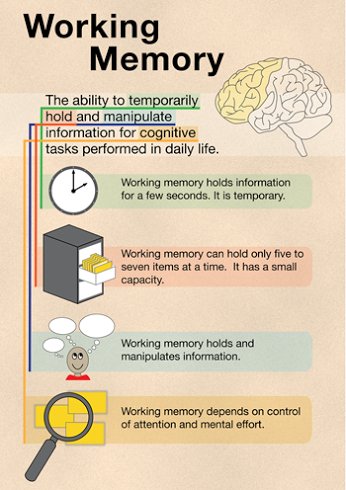 Working
Memory
The ability to temporarily
hold and manipulate
information for cognitive
tasks performed in daily life.
Working memory holds information
for a few seconds. It is temporary.
Working memory can hold only five to
seven items at a time.  It has a small
capacity.
Working memory holds and
manipulates information.
Working memory depends on control
of attention and mental effort.